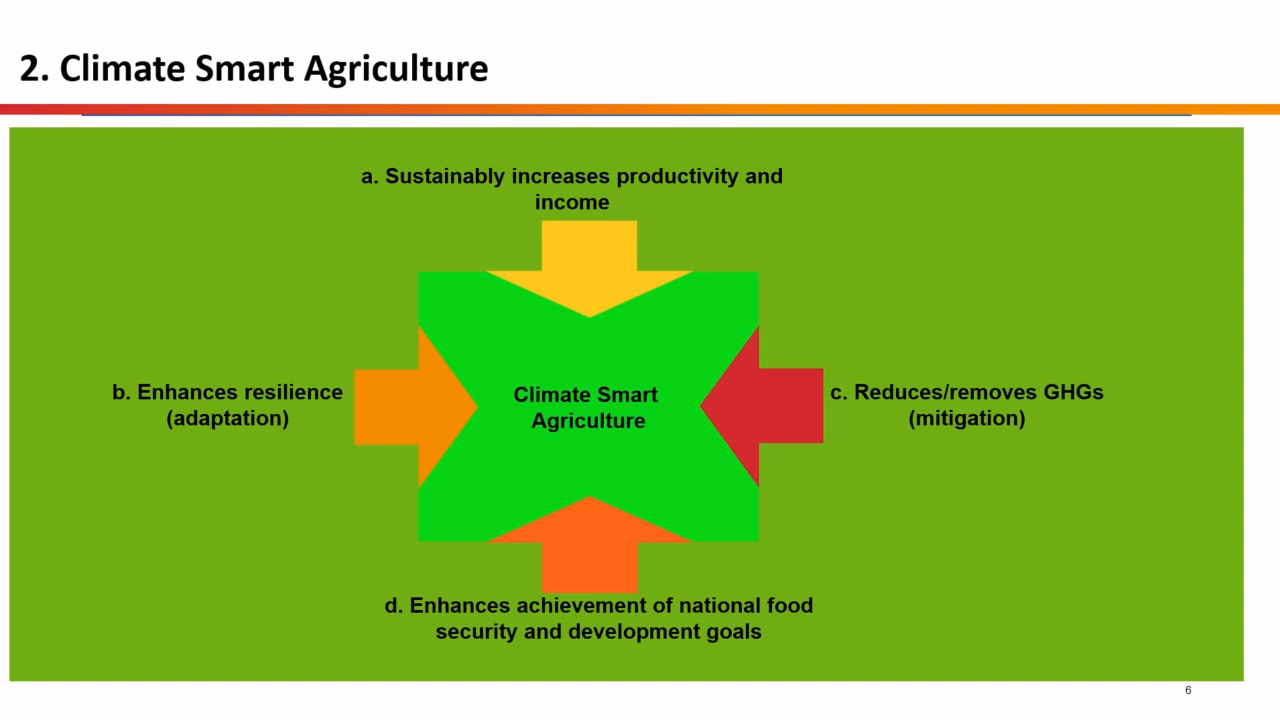 2. Climate Smart Agriculture
a. Sustainably increases productivity and
income
b. Enhances resilience
(adaptation)
Climate Smart
Agriculture
c. Reduces/removes GHGs
(mitigation)
d. Enhances achievement of national food
security and development goals
6